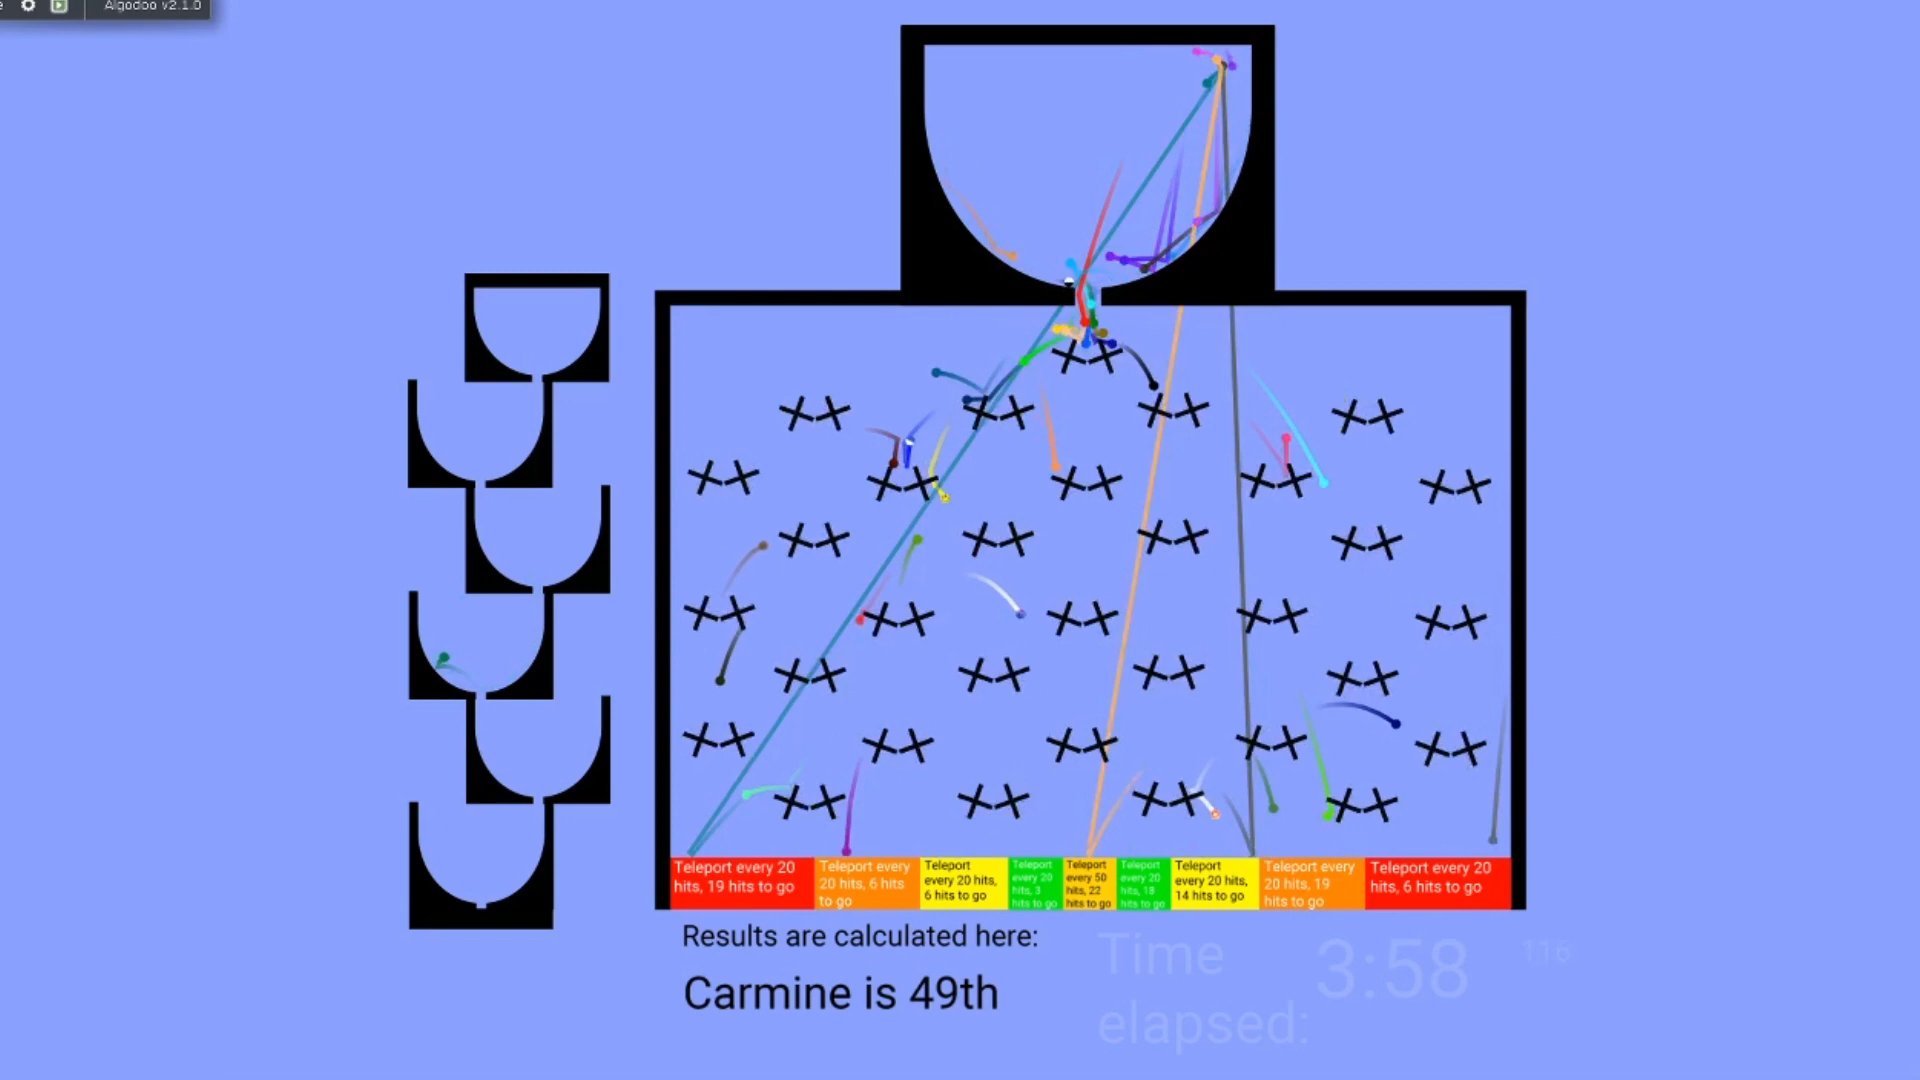 Algodoo v2.1.0
Teleport every 20
hits, 19 hits to go
Teleport every
20 hits, 6 hits
to go
Teleport
every 20 hits,
6 hits to go
Teleport
every 20
hits, 3
hits to go
Teleport
every 50
hits, 22
hits to go
Teleport
every 20
hits, 18
hits to go
Teleport
every 20 hits,
14 hits to go
Teleport every
20 hits, 19
hits to go
Teleport every 20
hits, 6 hits to go
Results are calculated here:
Carmine is 49th
Time
elapsed:
3:58
116